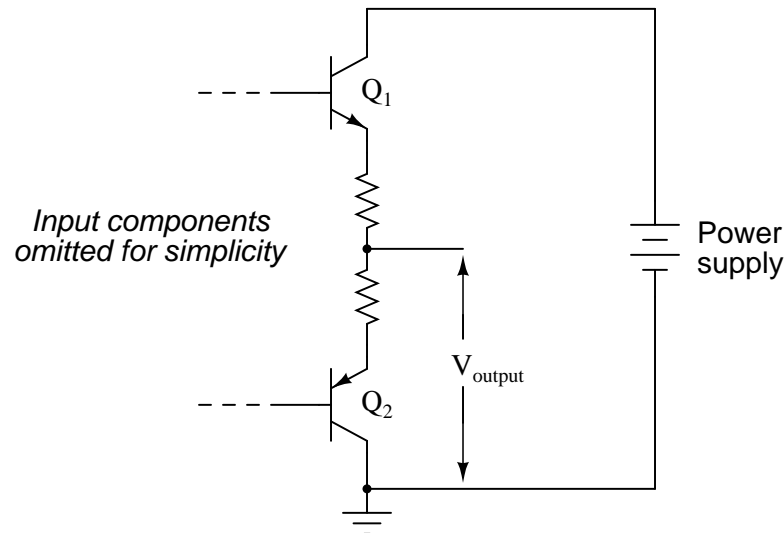 Q1
Input components
omitted for simplicity
Power
supply
Voutput
Q2